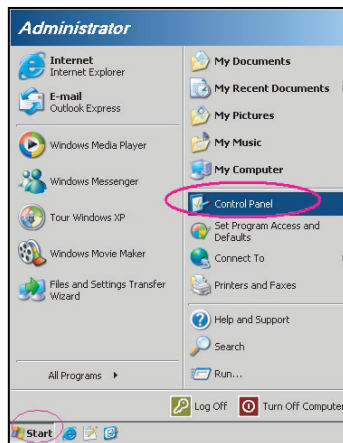 Administrator
Internet
Internet Explorer
E-mail
Outlook Express
Windows Media Player
Windows Messenger
Tour Windows XP
Windows Movie Maker
Files and Settings Transfer
Wizard
All Programs
My Documents
My Recent Documents
My Pictures
My Music
My Computer
Control Panel
Set Program Access and
Defaults
Connect To
Printers and Faxes
Help and Support
Search
Run...
Log Off
Turn Off Computer
Start